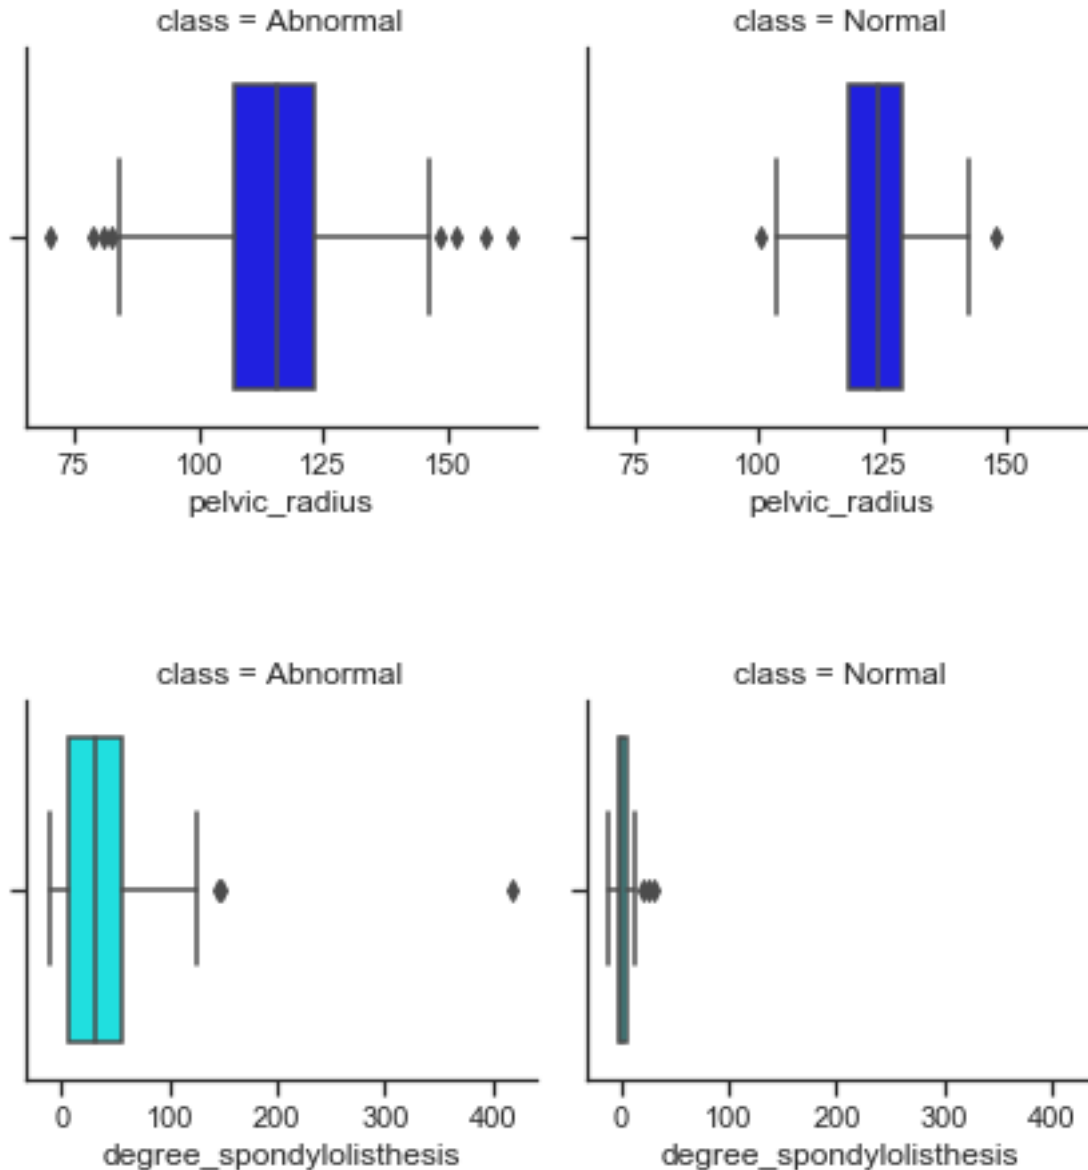 class = Abnormal
class = Normal
75 100 125 150
75 100 125 150
pelvic_radius
pelvic_radius
class = Abnormal
class = Normal
0 100 200 300 400
0 100 200 300 400
degree_spondylolisthesis
degree_spondylolisthesis